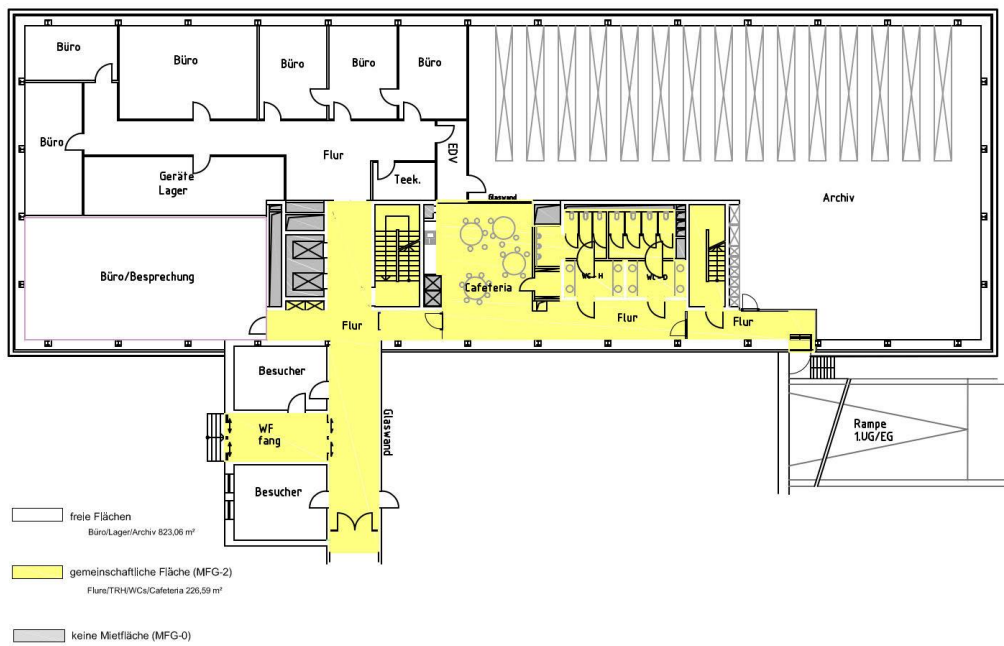 Büro
Büro
Büro
Büro
Büro
Büro
Flur
EDV
Geräte
Lager
Teek.
Glaswand
Archiv
Büro/Besprechung
Cafeteria
WC-H
WC-D
Flur
Flur
Flur
Besucher
WF
fang
Glaswand
Rampe
1.UG/EG
Besucher
freie Flächen
Büro/Lager/Archiv 823,06 m²
gemeinschaftliche Fläche (MFG-2)
Flure/TRH/WCs/Cafeteria 226,59 m²
keine Mietfläche (MFG-0)